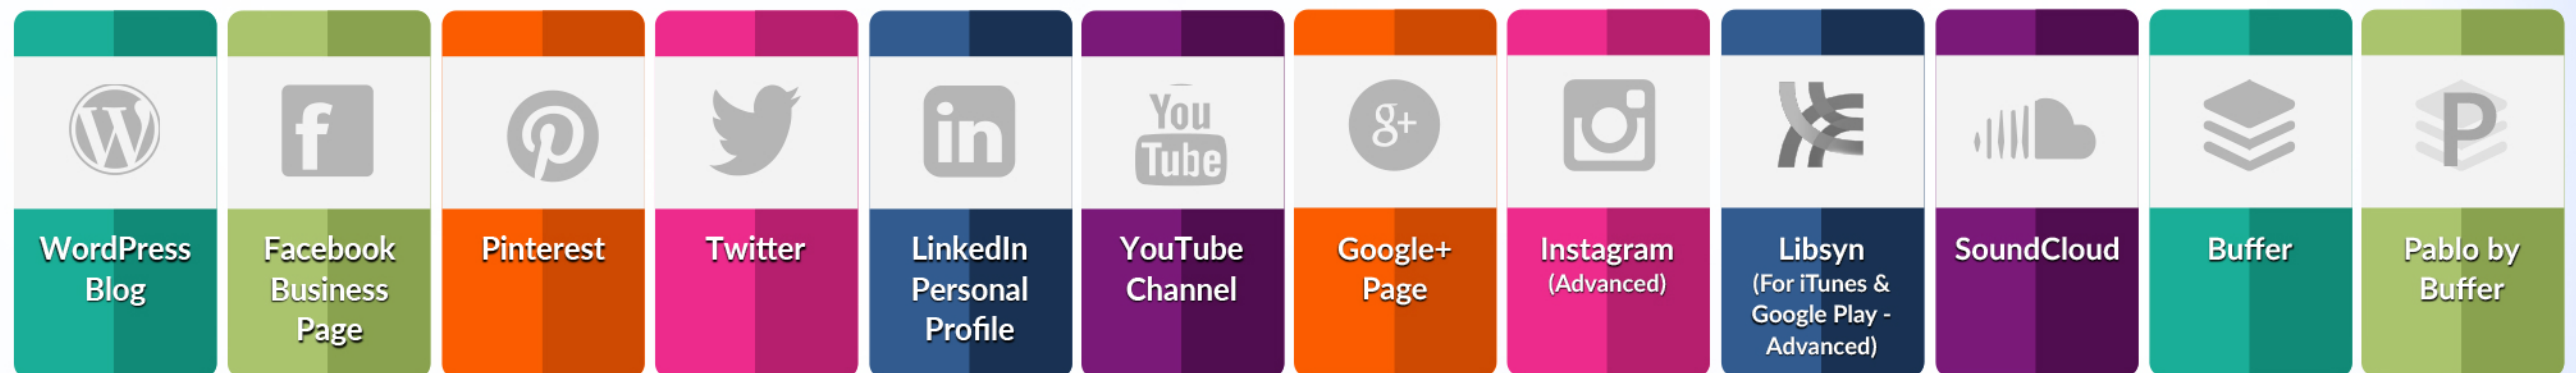 You
Tube
g+
in
f
P
WordPress
Blog
Facebook
Business
Page
Pinterest
Twitter
LinkedIn
Personal
Profile
YouTube
Channel
Google+
Page
Instagram
(Advanced)
Libsyn
(For iTunes &
Google Play -
Advanced)
SoundCloud
Buffer
Pablo by
Buffer